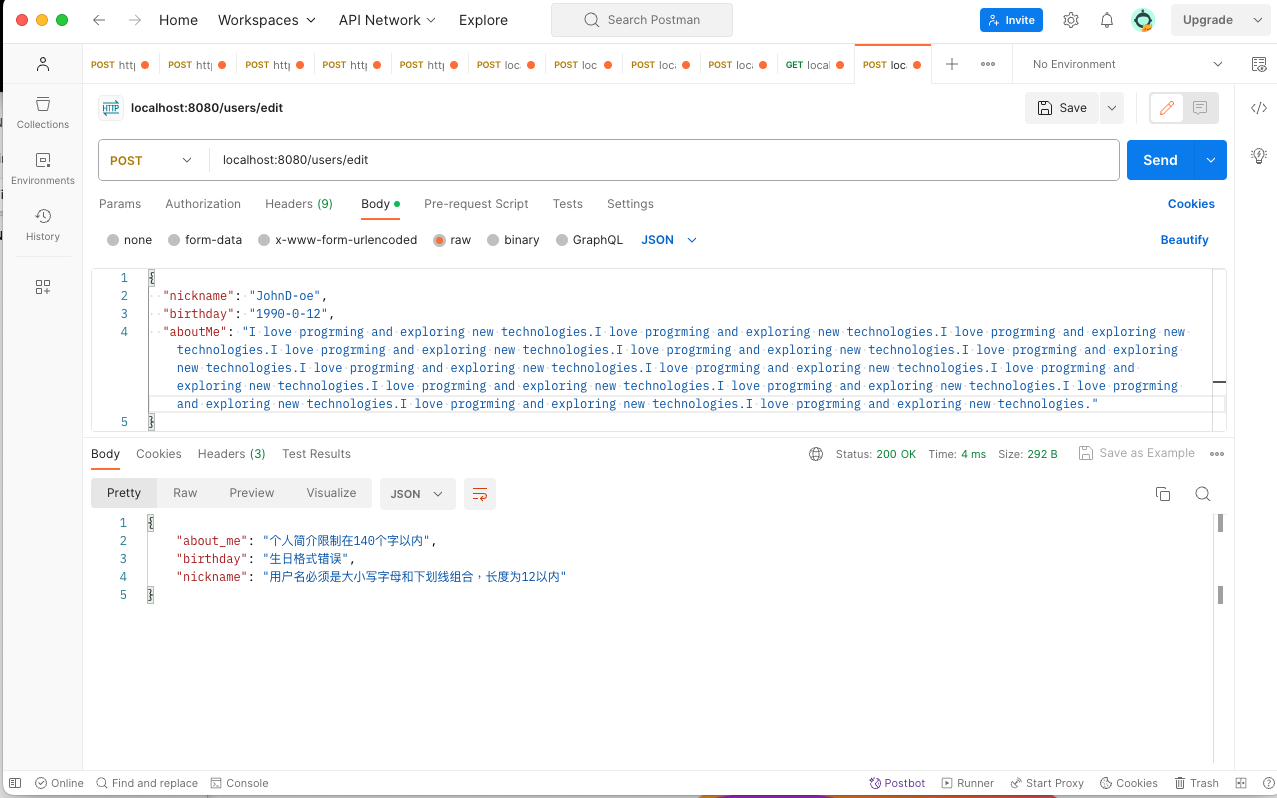 Home Workspaces API Network Explore Search Postman Invite Upgrade
POST htt POST htt POST htt POST htt POST htt POST loc POST loc POST loc POST loc GET local POST loc No Environment
HTTP localhost:8080/users/edit Save
Collections
Environments
History
POST localhost:8080/users/edit Send
Params Authorization Headers (9) Body Pre-request Script Tests Settings Cookies
none form-data x-www-form-urlencoded raw binary GraphQL JSON Beautify
1 {
2 "nickname": "JohnD-oe",
3 "birthday": "1990-0-12",
4 "aboutMe": "I love progrming and exploring new technologies.I love progrming and exploring new technologies.I love progrming and exploring new
technologies.I love progrming and exploring new technologies.I love progrming and exploring new technologies.I love progrming and exploring
new technologies.I love progrming and exploring new technologies.I love progrming and exploring new technologies.I love progrming and
exploring new technologies.I love progrming and exploring new technologies.I love progrming and exploring new technologies.I love progrming
and exploring new technologies.I love progrming and exploring new technologies.I love progrming and exploring new technologies."
5 }
Body Cookies Headers (3) Test Results Status: 200 OK Time: 4 ms Size: 292 B Save as Example
Pretty Raw Preview Visualize JSON
1 {
2 "about_me": "个人简介限制在140个字以内",
3 "birthday": "生日格式错误",
4 "nickname": "用户名必须是大小写字母和下划线组合，长度为12以内"
5 }
Online Find and replace Console Postbot Runner Start Proxy Cookies Trash